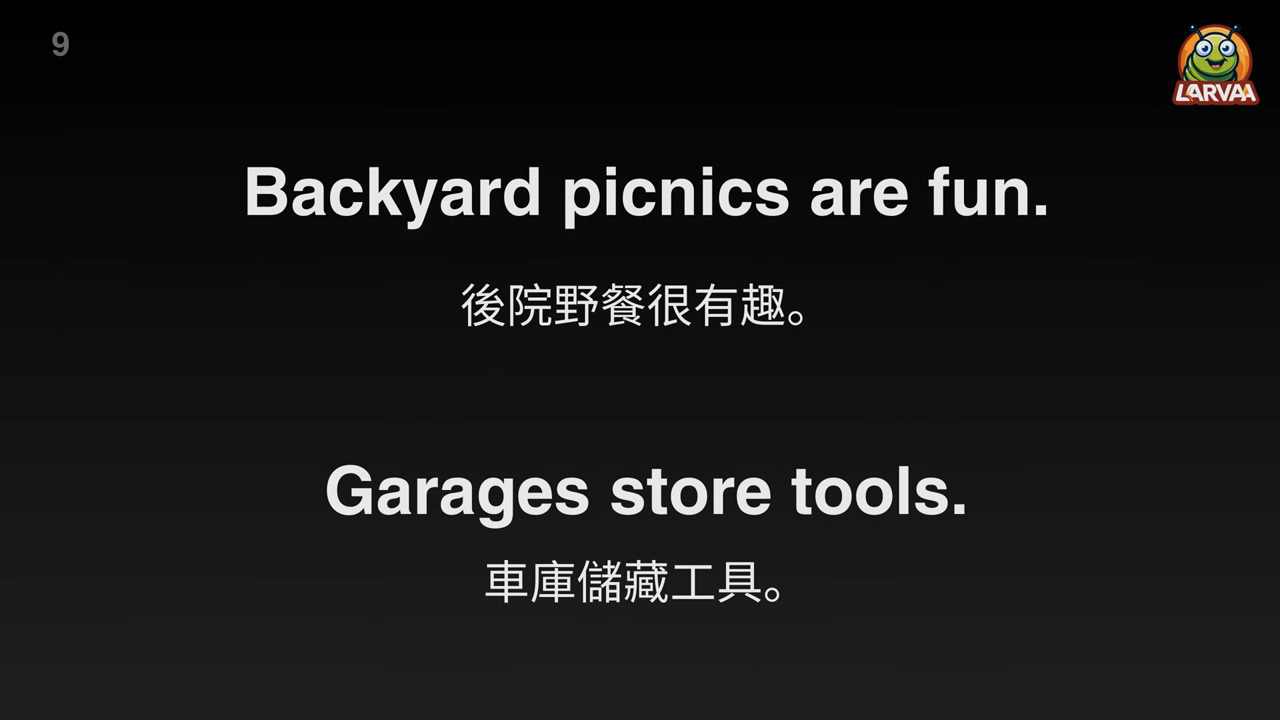 9
LARVAA
Backyard picnics are fun.
後院野餐很有趣。
Garages store tools.
車庫儲藏工具。